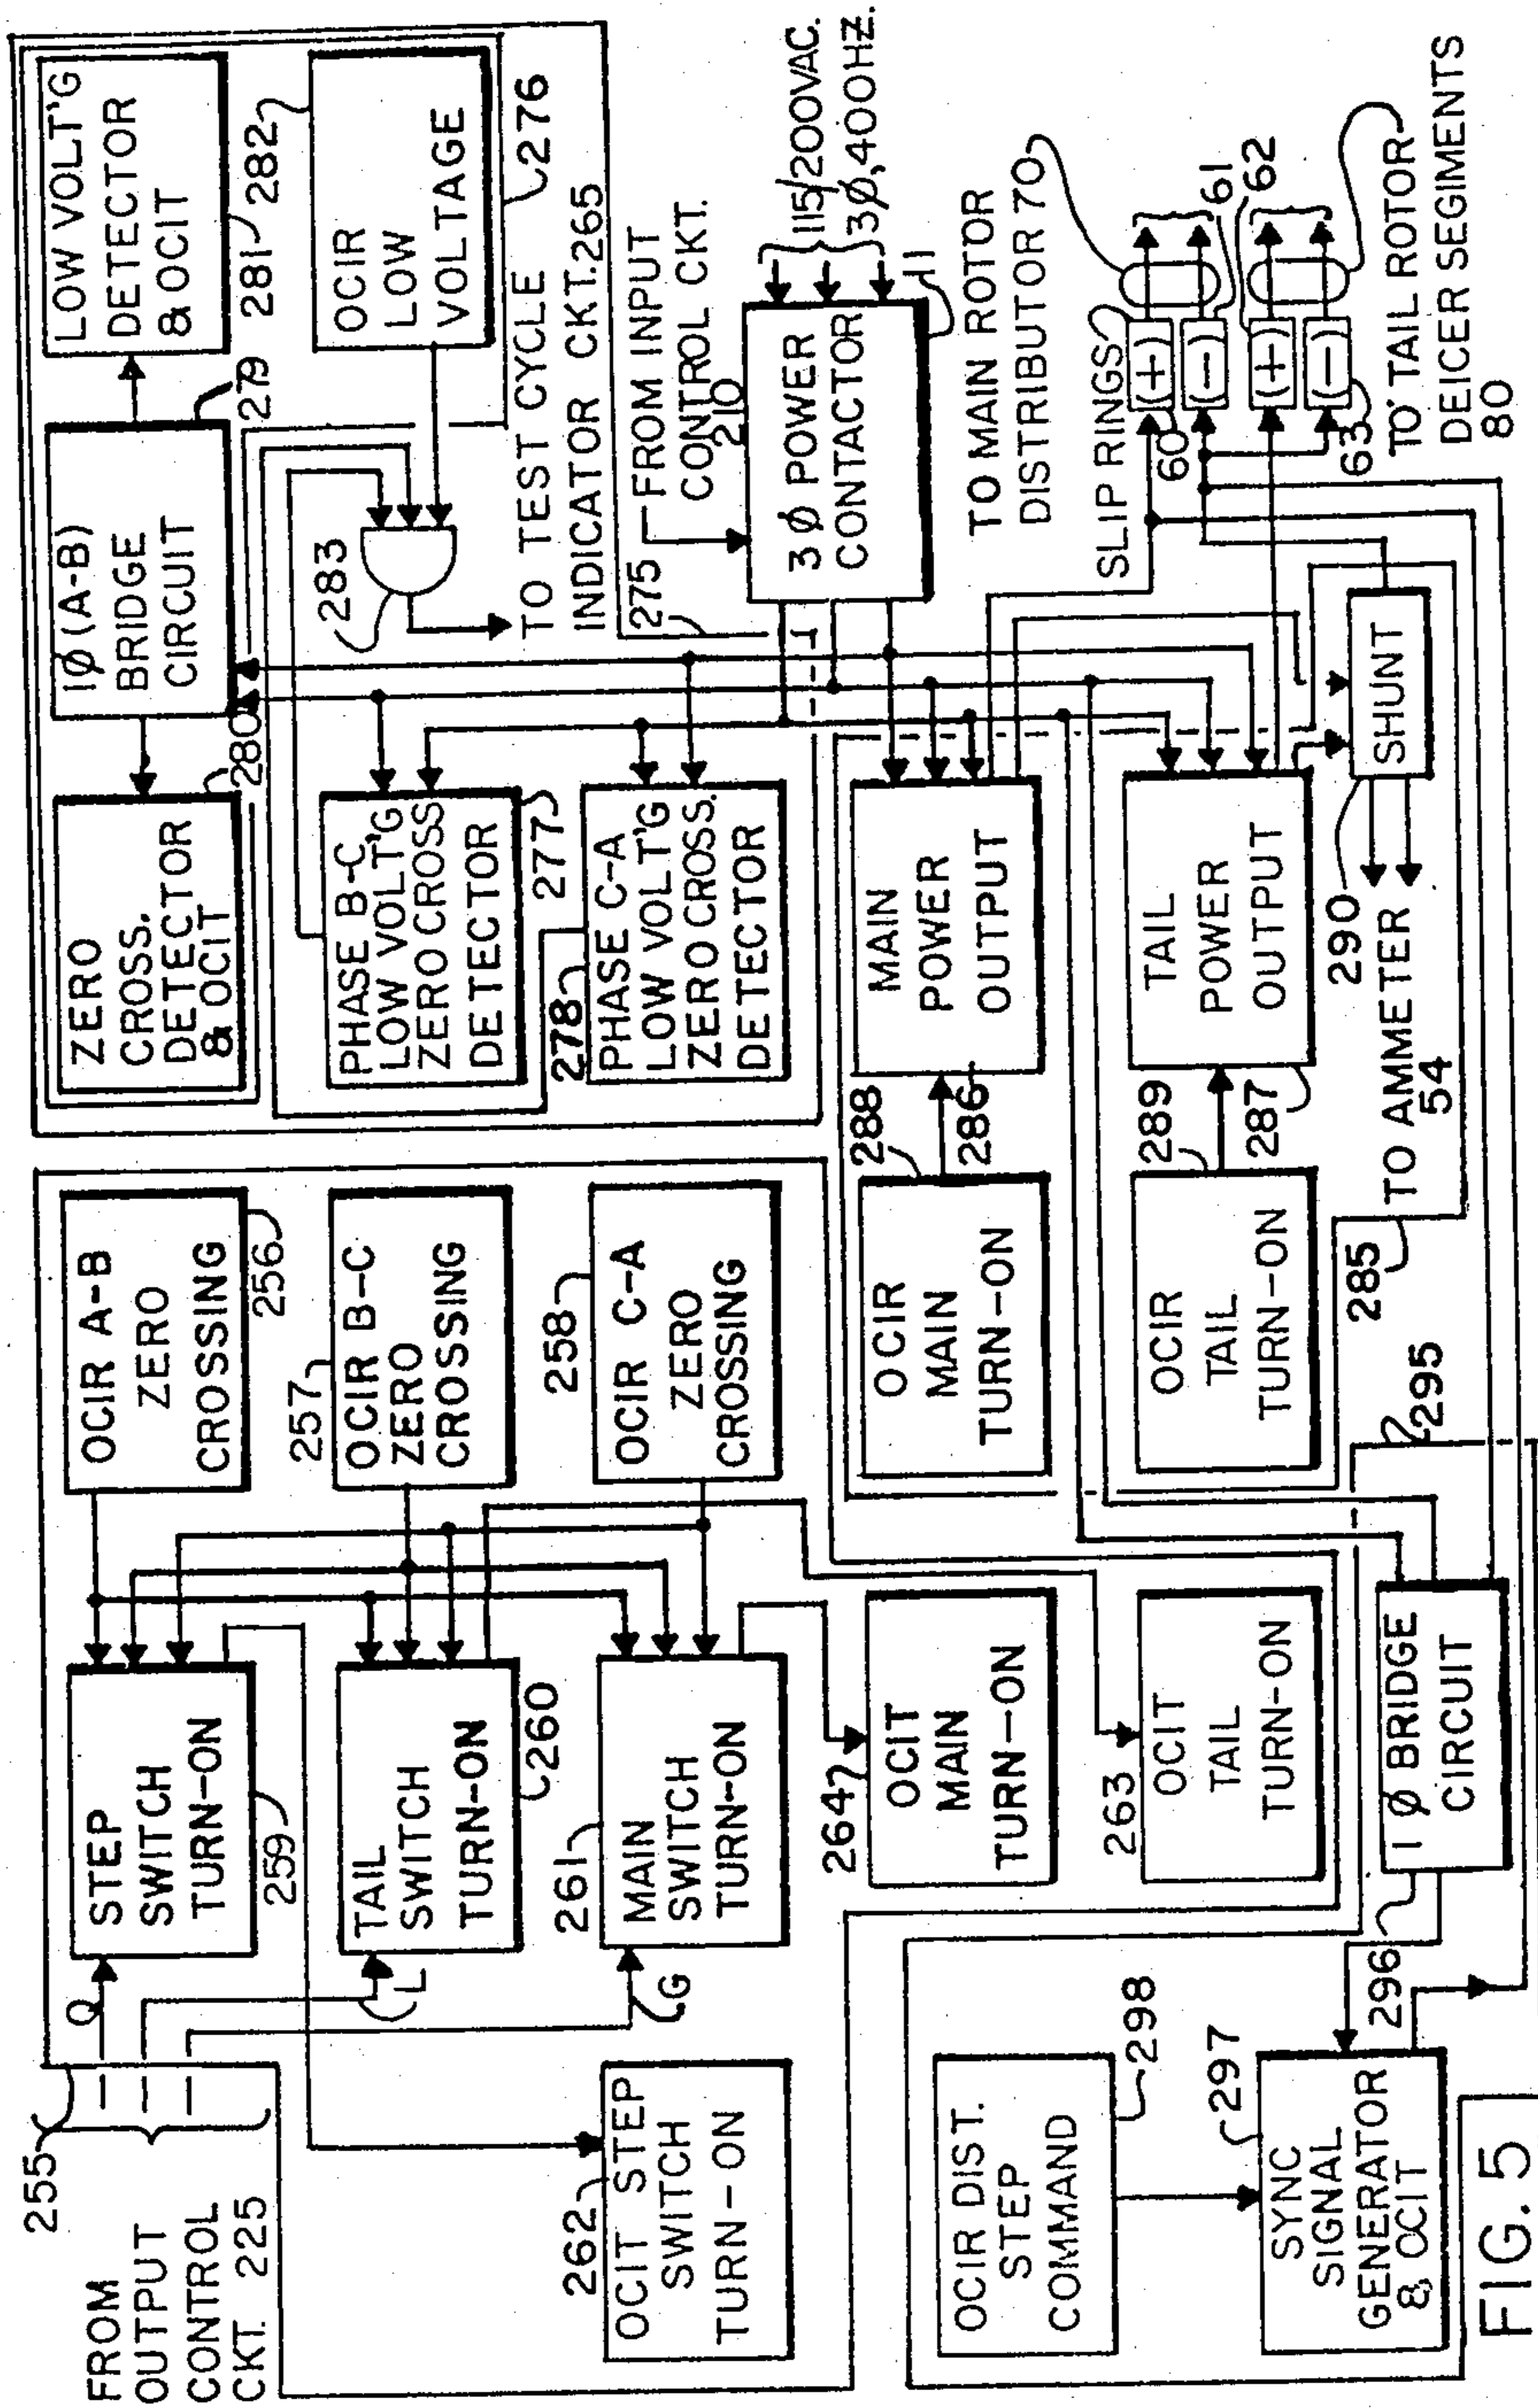 255
FROM
OUTPUT
CONTROL
CKT. 225
Q
L
G
STEP
SWITCH
TURN-ON
259
TAIL
SWITCH
TURN-ON
260
261
MAIN
SWITCH
TURN-ON
OCIR A-B
ZERO
CROSSING
256
257
OCIR B-C
ZERO
CROSSING
258
OCIR C-A
ZERO
CROSSING
262
OCIT STEP
SWITCH
TURN-ON
264
OCIT
MAIN
TURN-ON
263
OCIT
TAIL
TURN-ON
ZERO
CROSS.
DETECTOR
& OCIT
280
1Ø (A-B)
BRIDGE
CIRCUIT
279
LOW VOLT'G
DETECTOR
& OCIT
281
282
OCIR
LOW
VOLTAGE
276
PHASE B-C
LOW VOLT'G
ZERO CROSS
DETECTOR
277
278
PHASE C-A
LOW VOLT'G
ZERO CROSS.
DETECTOR
283
TO TEST CYCLE
INDICATOR CKT. 265
275
FROM INPUT
CONTROL CKT.
210
3Ø POWER
CONTACTOR
11
115/200VAC.
3Ø, 400HZ.
288
OCIR
MAIN
TURN-ON
286
MAIN
POWER
OUTPUT
289
OCIR
TAIL
TURN-ON
287
TAIL
POWER
OUTPUT
TO MAIN ROTOR
DISTRIBUTOR 70
SLIP RINGS
60
(+)
(-)
61
62
(+)
(-)
63
TO TAIL ROTOR
DEICER SEGIMENTS
80
SHUNT
290
TO AMMETER
54
285
295
1Ø BRIDGE
CIRCUIT
296
OCIR DIST.
STEP
COMMAND
298
297
SYNC
SIGNAL
GENERATOR
& OCIT
FIG. 5